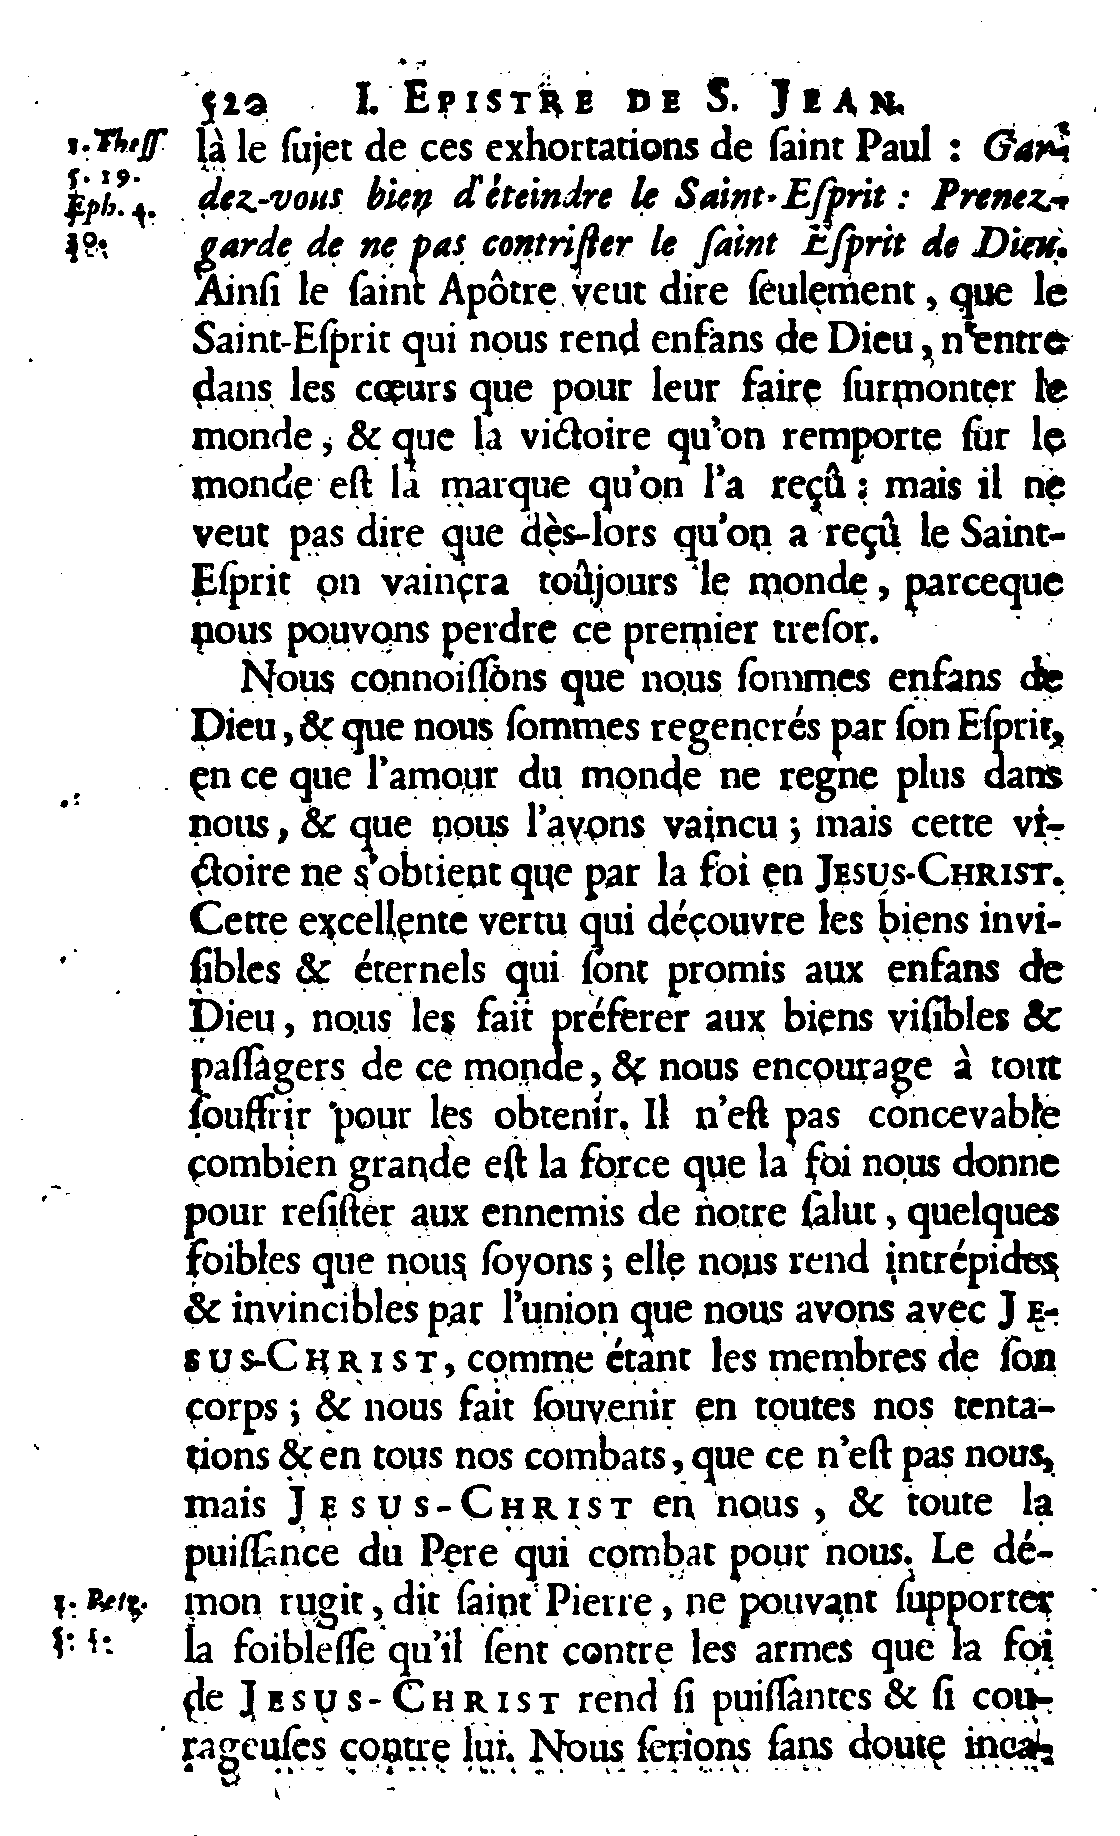 520 I. EPISTRE DE S. JEAN.
1. Theſſ. là le ſujet de ces exhortations de ſaint Paul : Gar-
5. 19. dez-vous bien d'éteindre le Saint-Eſprit : Prenez-
Eph. 4. garde de ne pas contriſter le ſaint Eſprit de Dieu.
30.
Ainſi le ſaint Apôtre veut dire ſeulement, que le
Saint-Eſprit qui nous rend enfans de Dieu, n'entre
dans les cœurs que pour leur faire ſurmonter le
monde, & que la victoire qu'on remporte ſur le
monde eſt la marque qu'on l'a reçû : mais il ne
veut pas dire que dès-lors qu'on a reçû le Saint-
Eſprit on vaincra toûjours le monde, parceque
nous pouvons perdre ce premier treſor.
Nous connoiſſons que nous ſommes enfans de
Dieu, & que nous ſommes regenerés par ſon Eſprit,
en ce que l'amour du monde ne regne plus dans
nous, & que nous l'avons vaincu ; mais cette vi-
ctoire ne s'obtient que par la foi en JESUS-CHRIST.
Cette excellente vertu qui découvre les biens invi-
ſibles & éternels qui ſont promis aux enfans de
Dieu, nous les fait préferer aux biens viſibles &
paſſagers de ce monde, & nous encourage à tout
ſouffrir pour les obtenir. Il n'eſt pas concevable
combien grande eſt la force que la foi nous donne
pour reſiſter aux ennemis de notre ſalut, quelques
foibles que nous ſoyons ; elle nous rend intrépides
& invincibles par l'union que nous avons avec JE-
SUS-CHRIST, comme étant les membres de ſon
corps ; & nous fait ſouvenir en toutes nos tenta-
tions & en tous nos combats, que ce n'eſt pas nous,
mais JESUS-CHRIST en nous, & toute la
puiſſance du Pere qui combat pour nous. Le dé-
1. Petr. mon rugit, dit ſaint Pierre, ne pouvant ſupporter
5. 5. la foibleſſe qu'il ſent contre les armes que la foi
de JESUS-CHRIST rend ſi puiſſantes & ſi cou-
rageuſes contre lui. Nous ſerions ſans doute inca-